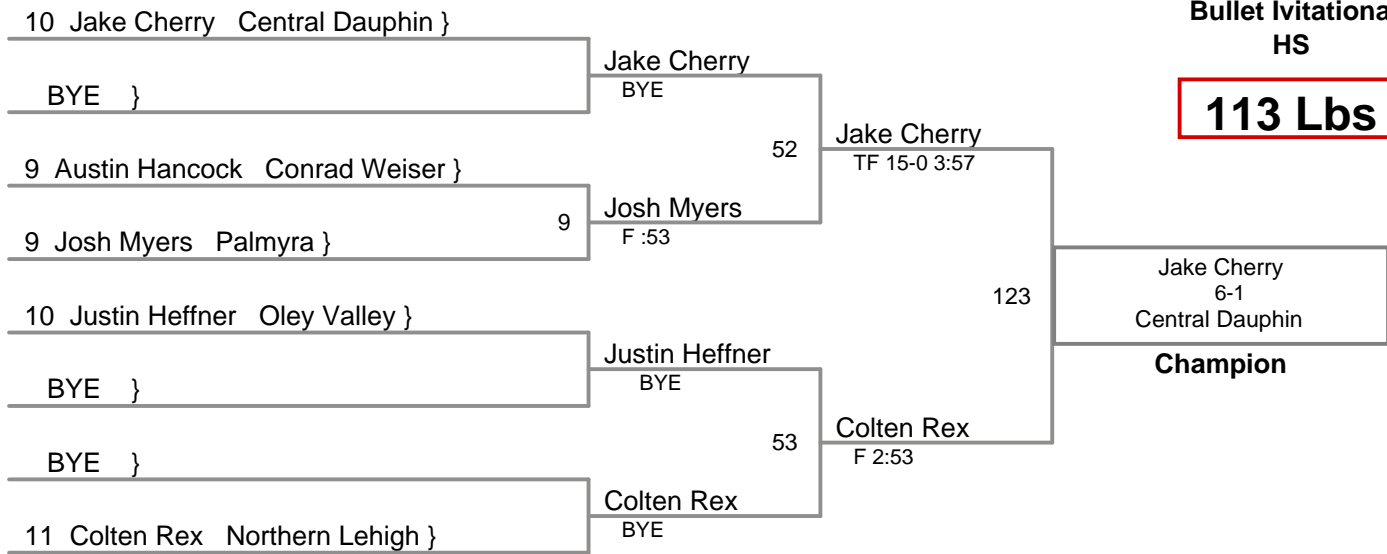 10 Jake Cherry Central Dauphin }
BYE }
9 Austin Hancock Conrad Weiser }
9 Josh Myers Palmyra }
10 Justin Heffner Oley Valley }
BYE }
BYE }
11 Colten Rex Northern Lehigh }
Jake Cherry
BYE
9
Josh Myers
F :53
Justin Heffner
BYE
Colten Rex
BYE
52
Jake Cherry
TF 15-0 3:57
53
Colten Rex
F 2:53
123
Bullet Ivitationa
HS
113 Lbs
Jake Cherry
6-1
Central Dauphin
Champion